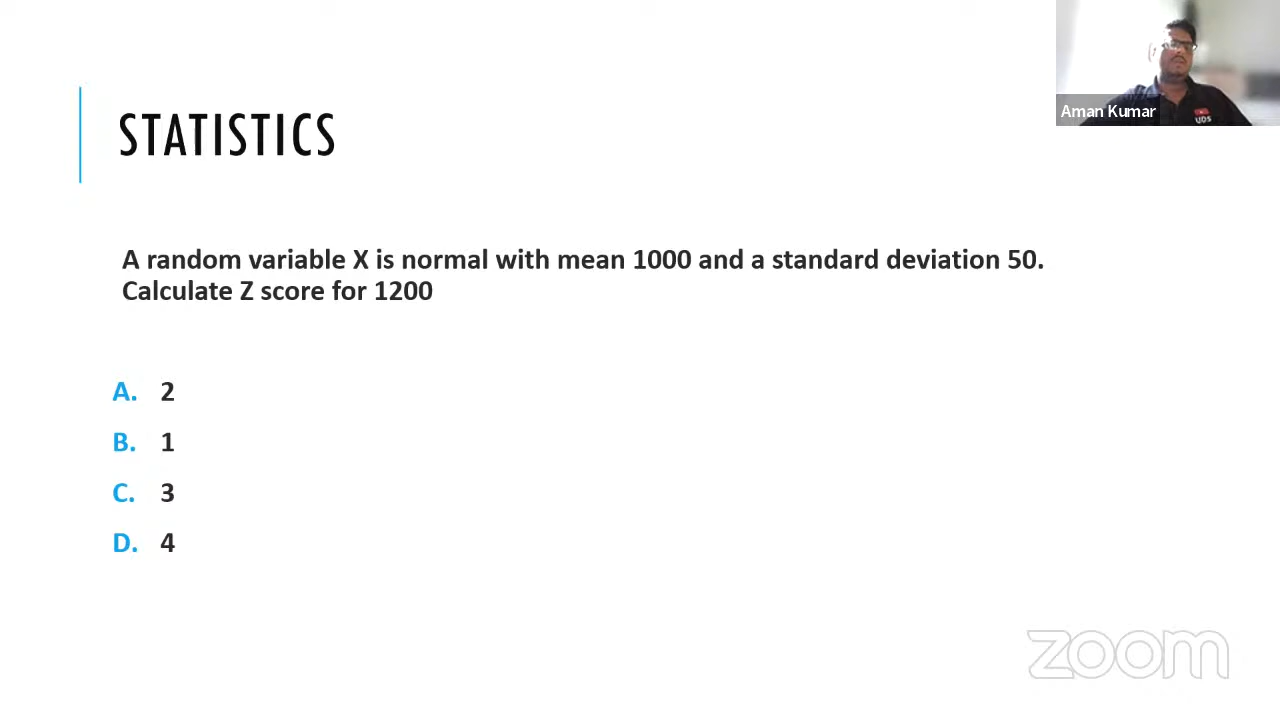 STATISTICS
Aman Kumar
UDS
A random variable X is normal with mean 1000 and a standard deviation 50.
Calculate Z score for 1200
A. 2
B. 1
C. 3
D. 4
zoom